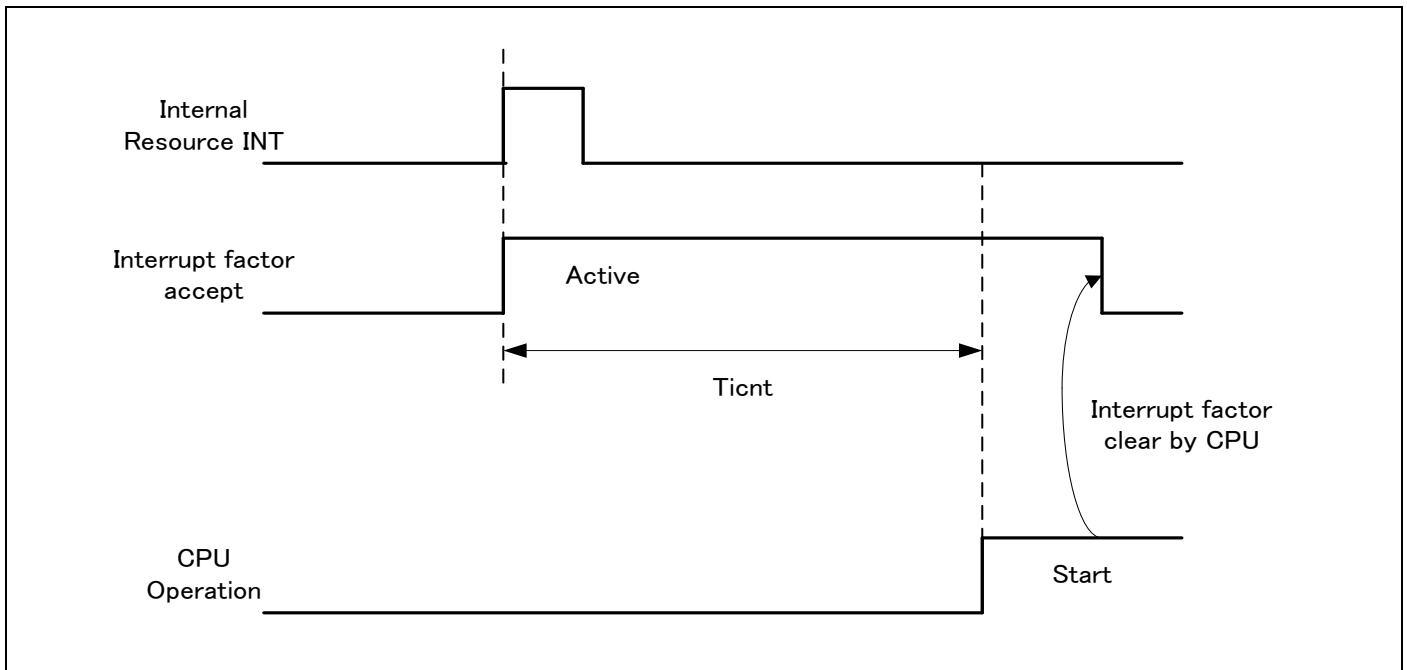 Internal
Resource INT
Interrupt factor
accept
Active
Ticnt
Interrupt factor
clear by CPU
CPU
Operation
Start